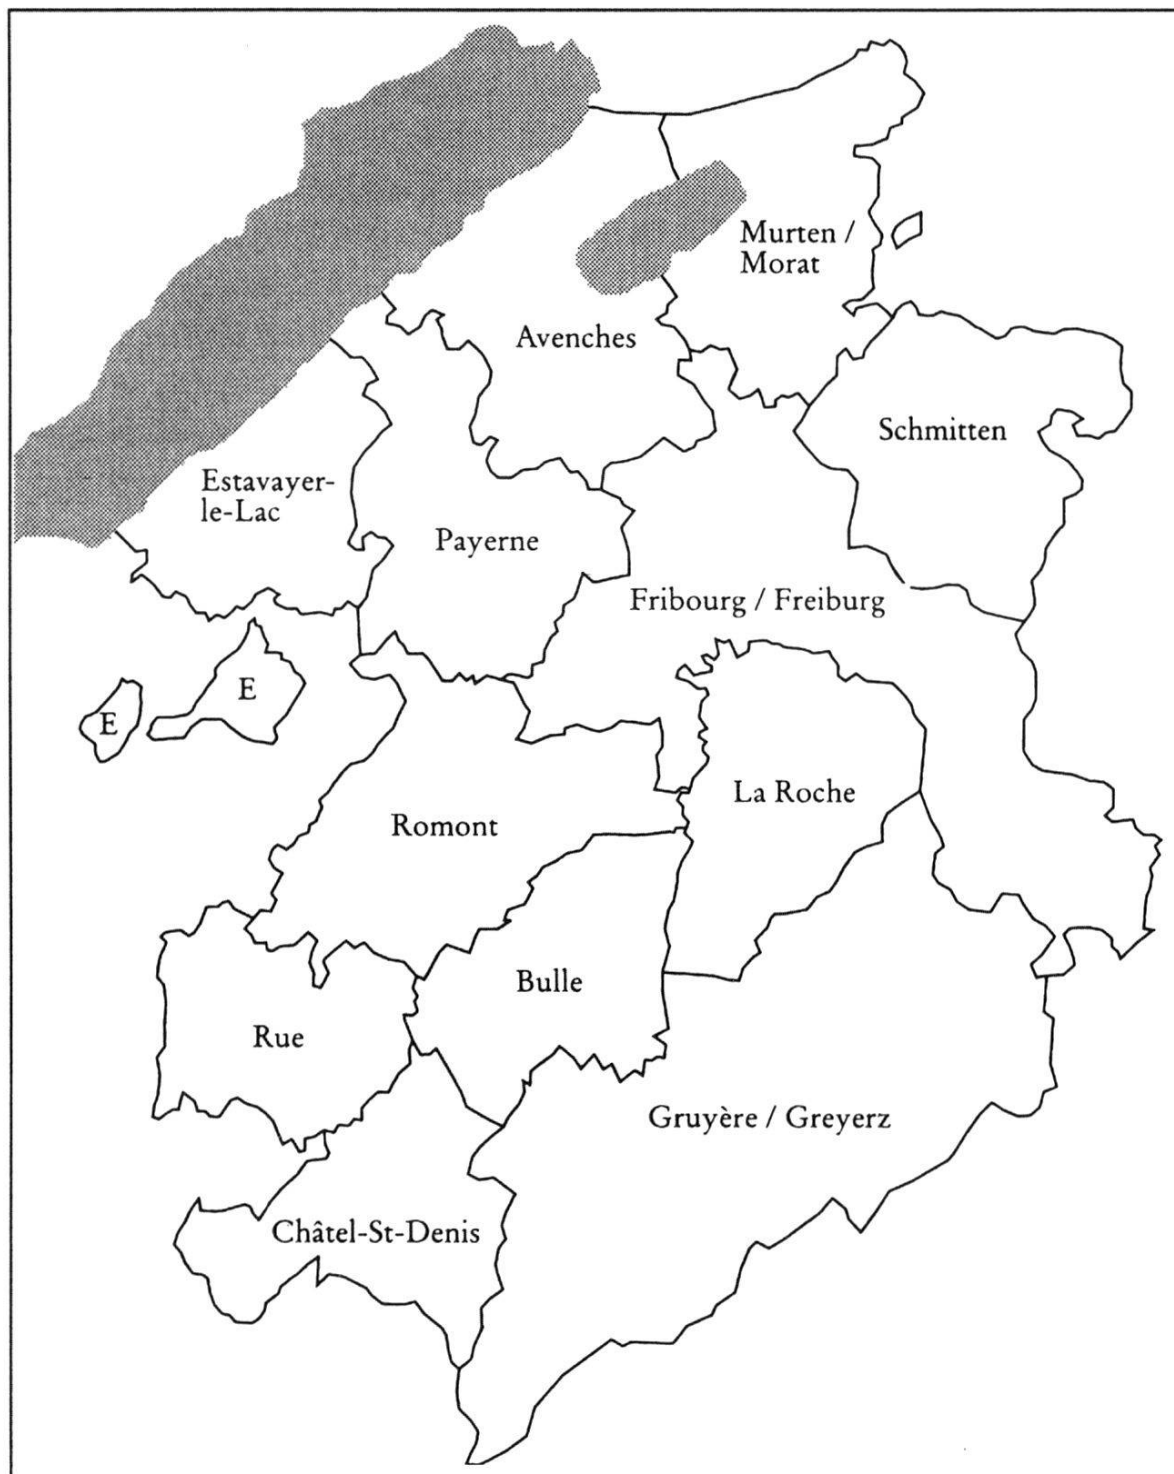 Murten /
Morat
Avenches
Schmitten
Estavayer-
le-Lac
Payerne
Fribourg / Freiburg
E
E
La Roche
Romont
Bulle
Rue
Gruyère / Greyerz
Châtel-St-Denis